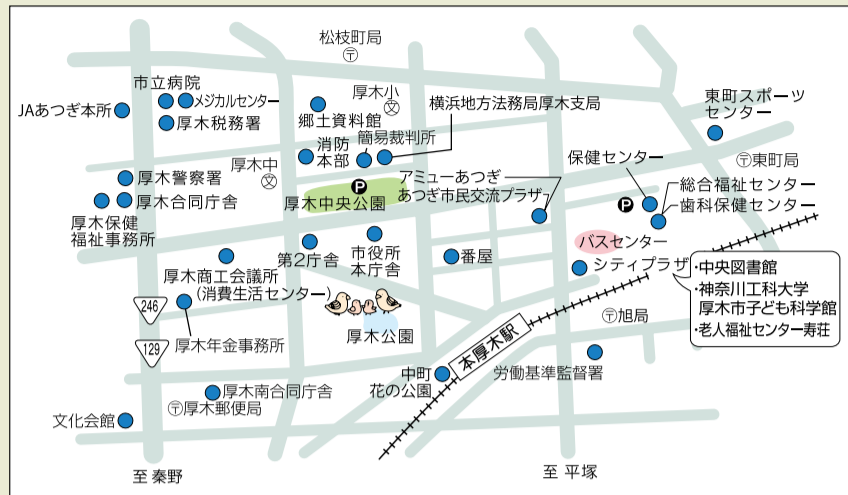 松枝町局
〒
市立病院
メジカルセンター
JAあつぎ本所
厚木税務署
郷土資料館
厚木小
文
横浜地方法務局厚木支局
東町スポーツ
センター
消防
本部
簡易裁判所
厚木中
文
保健センター
〒東町局
厚木警察署
厚木合同庁舎
厚木保健
福祉事務所
P
厚木中央公園
アミューあつぎ
あつぎ市民交流プラザ
P
総合福祉センター
歯科保健センター
バスセンター
第2庁舎
市役所
本庁舎
番屋
シティプラザ
・中央図書館
・神奈川工科大学
厚木市子ども科学館
・老人福祉センター寿荘
厚木商工会議所
(消費生活センター)
246
厚木公園
129
厚木年金事務所
本厚木駅
〒旭局
労働基準監督署
中町
花の公園
厚木南合同庁舎
〒厚木郵便局
文化会館
至 秦野
至 平塚